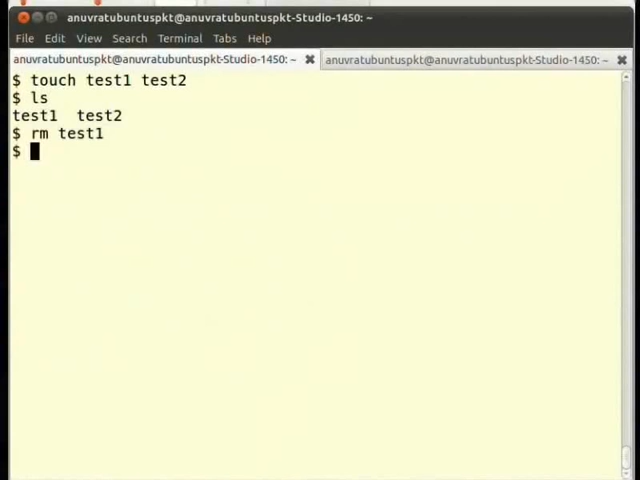 anuvratubuntuspkt@anuvratubuntuspkt-Studio-1450: ~
File Edit View Search Terminal Tabs Help
anuvratubuntuspkt@anuvratubuntuspkt-Studio-1450: ~ ✖ anuvratubuntuspkt@anuvratubuntuspkt-Studio-1450: ~ ✖
$ touch test1 test2
$ ls
test1  test2
$ rm test1
$